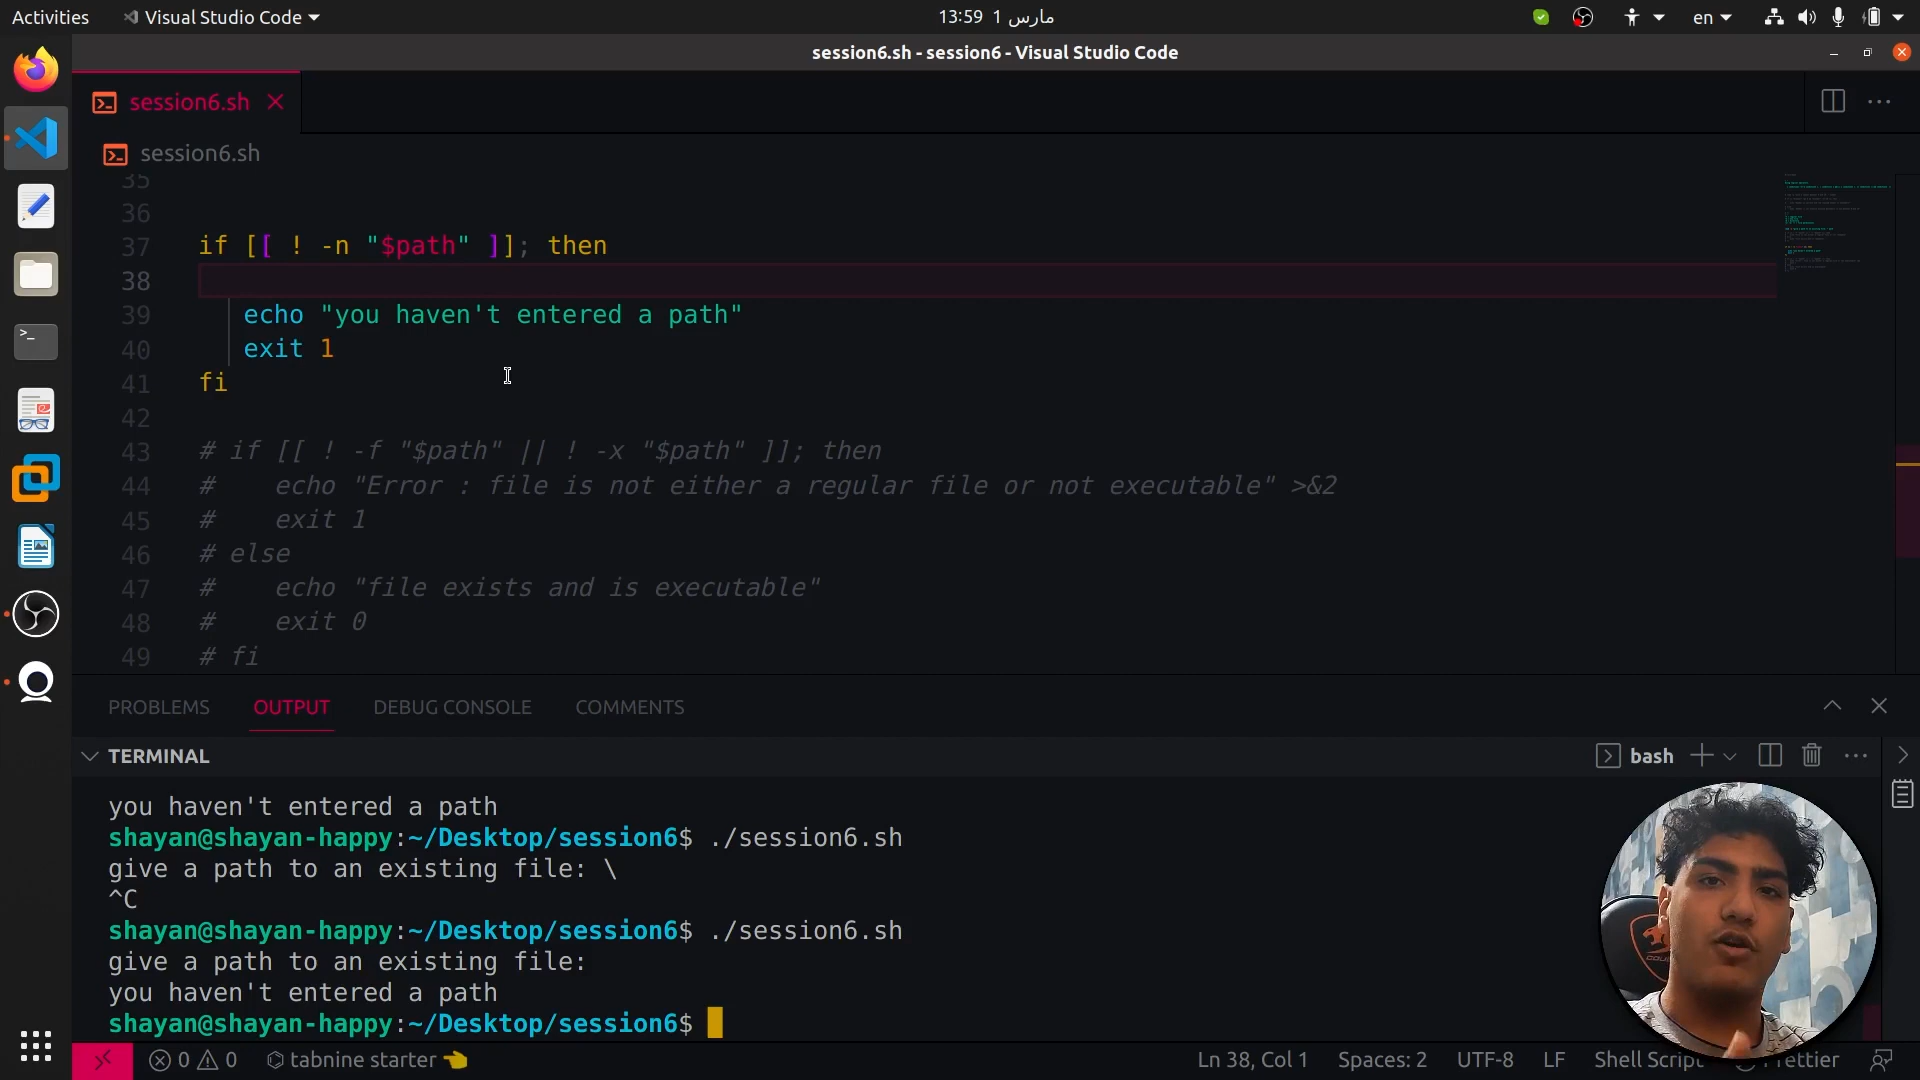 Activities
Visual Studio Code
13:59 1 مارس
en
session6.sh - session6 - Visual Studio Code
session6.sh
session6.sh
35
36
37 if [[ ! -n "$path" ]]; then
38
39 echo "you haven't entered a path"
40 exit 1
41 fi
42
43 # if [[ ! -f "$path" || ! -x "$path" ]]; then
44 # echo "Error : file is not either a regular file or not executable" >&2
45 # exit 1
46 # else
47 # echo "file exists and is executable"
48 # exit 0
49 # fi
PROBLEMS OUTPUT DEBUG CONSOLE COMMENTS
TERMINAL
bash
you haven't entered a path
shayan@shayan-happy:~/Desktop/session6$ ./session6.sh
give a path to an existing file: \
^C
shayan@shayan-happy:~/Desktop/session6$ ./session6.sh
give a path to an existing file:
you haven't entered a path
shayan@shayan-happy:~/Desktop/session6$
0 0 tabnine starter
Ln 38, Col 1 Spaces: 2 UTF-8 LF Shell Script Prettier